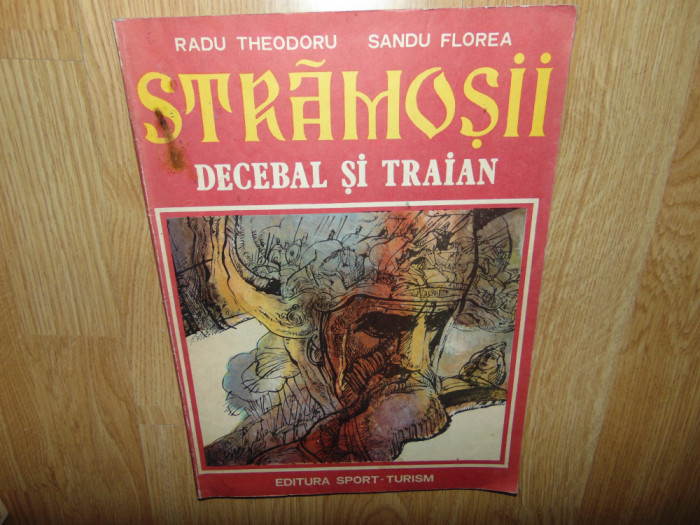 RADU THEODORU SANDU FLOREA
STRĂMOȘII
DECEBAL ȘI TRAIAN
EDITURA SPORT-TURISM